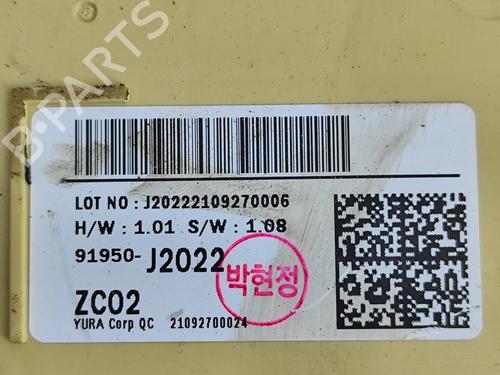 B-PARTS
LOT NO : J20222109270006
H/W : 1.01 S/W : 1.08
91950-J2022
박현정
ZC02
YURA Corp QC 21092700024